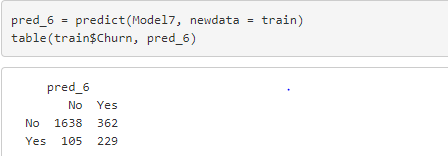 pred_6 = predict(Model7, newdata = train)
table(train$Churn, pred_6)
pred_6
No Yes
No 1638 362
Yes 105 229